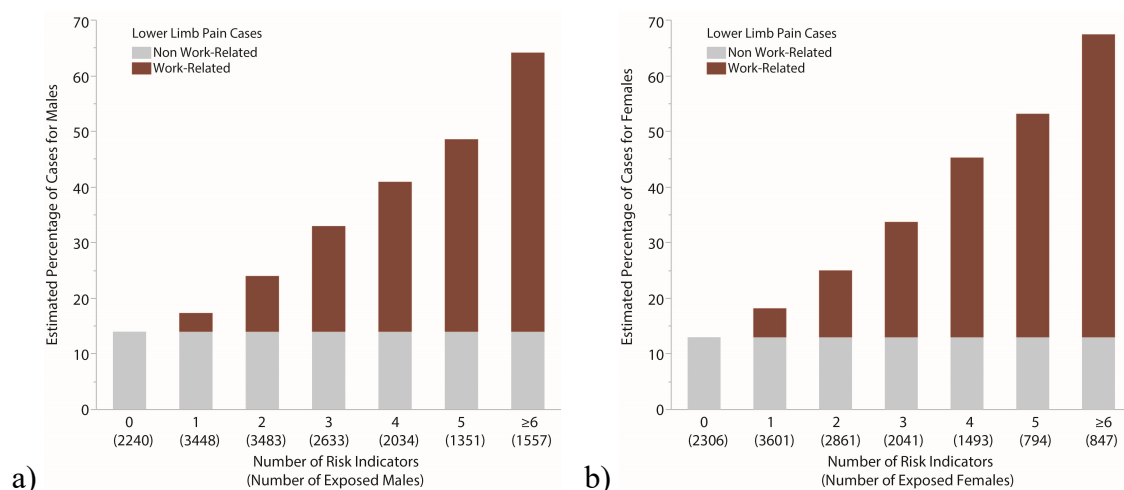 70
60
50
40
30
20
10
0
Estimated Percentage of Cases for Males
Lower Limb Pain Cases
Non Work-Related
Work-Related
0 1 2 3 4 5 ≥6
(2240) (3448) (3483) (2633) (2034) (1351) (1557)
Number of Risk Indicators
(Number of Exposed Males)
a)
70
60
50
40
30
20
10
0
Estimated Percentage of Cases for Females
Lower Limb Pain Cases
Non Work-Related
Work-Related
0 1 2 3 4 5 ≥6
(2306) (3601) (2861) (2041) (1493) (794) (847)
Number of Risk Indicators
(Number of Exposed Females)
b)